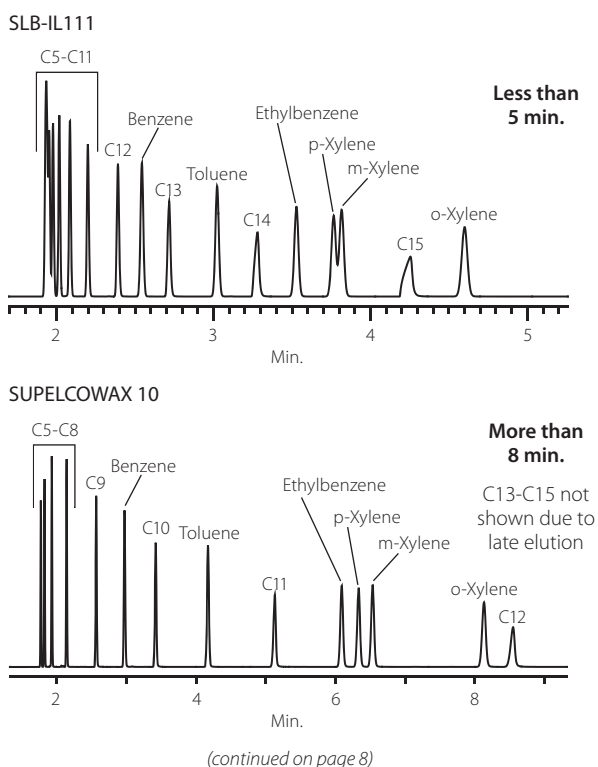 SLB-IL111
C5-C11
Less than
5 min.
Benzene
Ethylbenzene
p-Xylene
m-Xylene
C12
C13
Toluene
C14
C15
o-Xylene
2 3 4 5
Min.
SUPELCOWAX 10
C5-C8
More than
8 min.
C13-C15 not
shown due to
late elution
C9
Benzene
Ethylbenzene
p-Xylene
m-Xylene
C10
Toluene
C11
o-Xylene
C12
2 4 6 8
Min.
(continued on page 8)